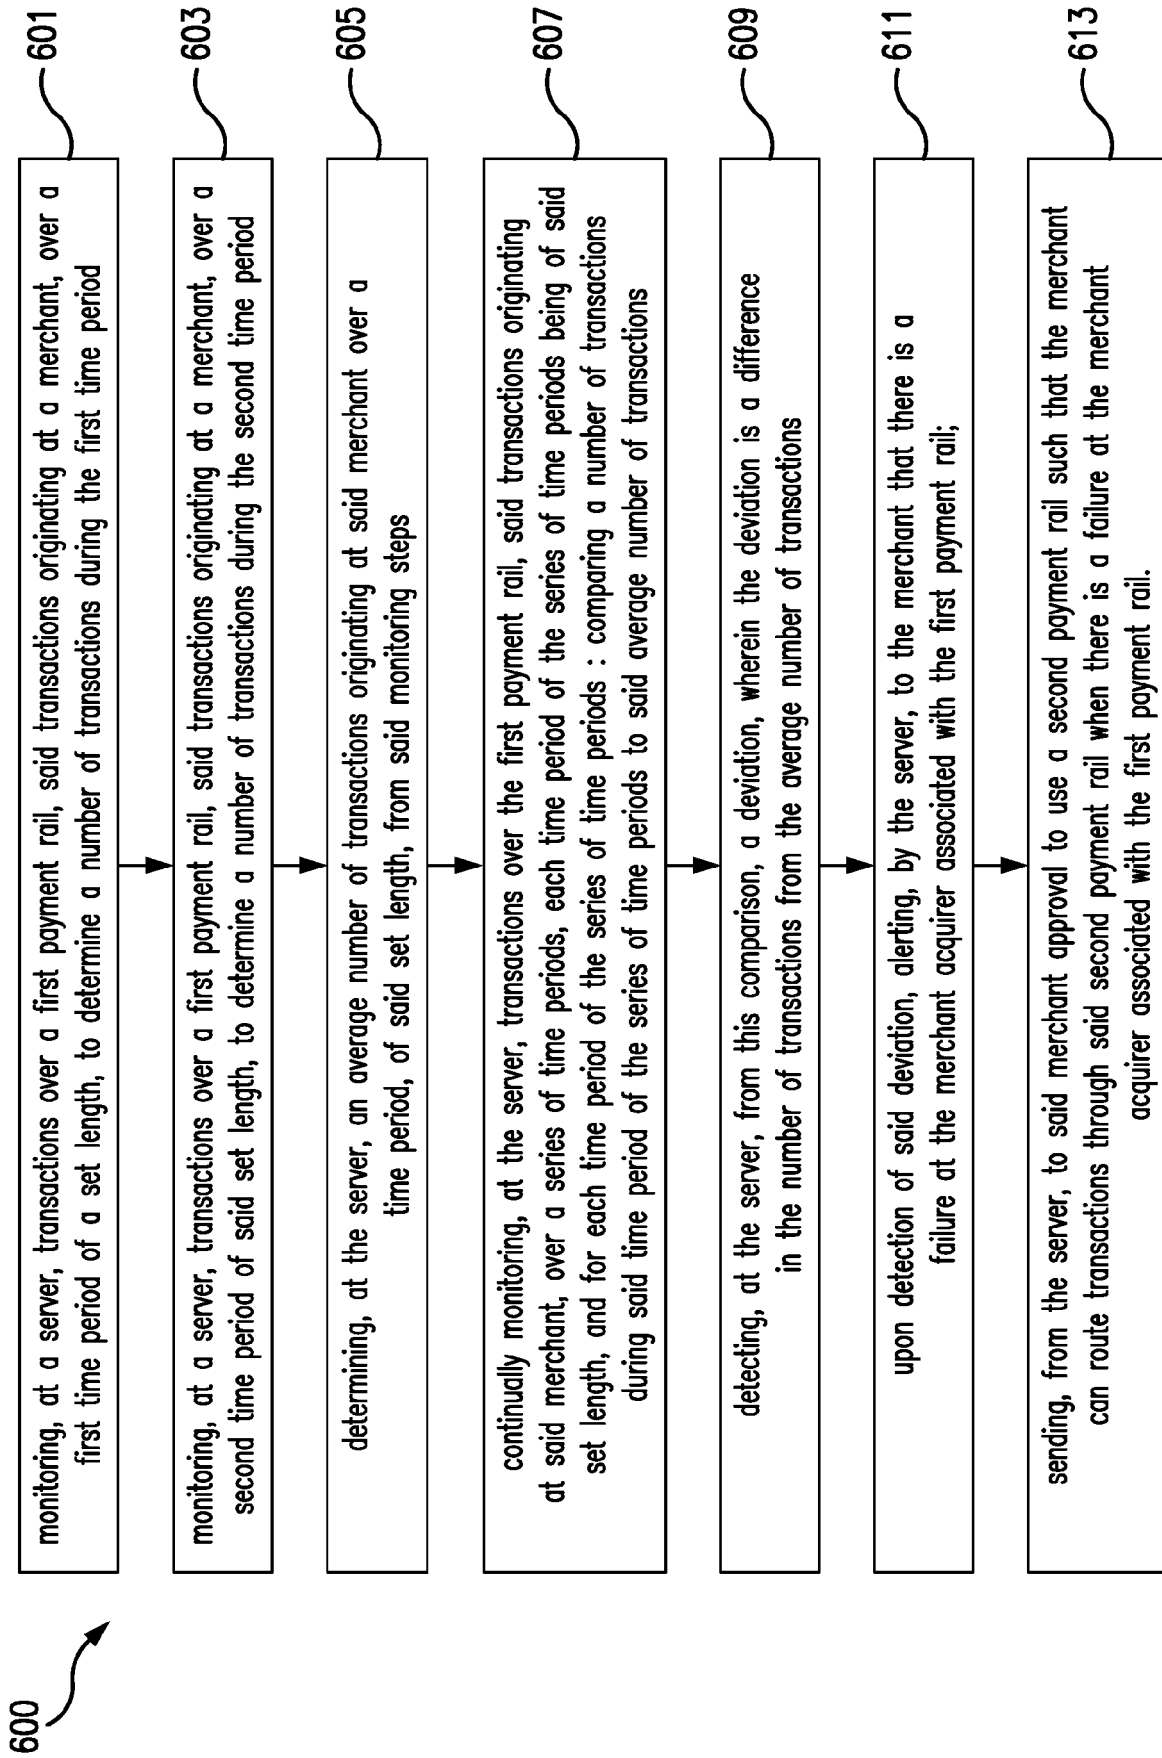 600
monitoring, at a server, transactions over a first payment rail, said transactions originating at a merchant, over a
first time period of a set length, to determine a number of transactions during the first time period
601
monitoring, at a server, transactions over a first payment rail, said transactions originating at a merchant, over a
second time period of said set length, to determine a number of transactions during the second time period
603
determining, at the server, an average number of transactions originating at said merchant over a
time period, of said set length, from said monitoring steps
605
continually monitoring, at the server, transactions over the first payment rail, said transactions originating
at said merchant, over a series of time periods, each time period of the series of time periods being of said
set length, and for each time period of the series of time periods : comparing a number of transactions
during said time period of the series of time periods to said average number of transactions
607
detecting, at the server, from this comparison, a deviation, wherein the deviation is a difference
in the number of transactions from the average number of transactions
609
upon detection of said deviation, alerting, by the server, to the merchant that there is a
failure at the merchant acquirer associated with the first payment rail;
611
sending, from the server, to said merchant approval to use a second payment rail such that the merchant
can route transactions through said second payment rail when there is a failure at the merchant
acquirer associated with the first payment rail.
613